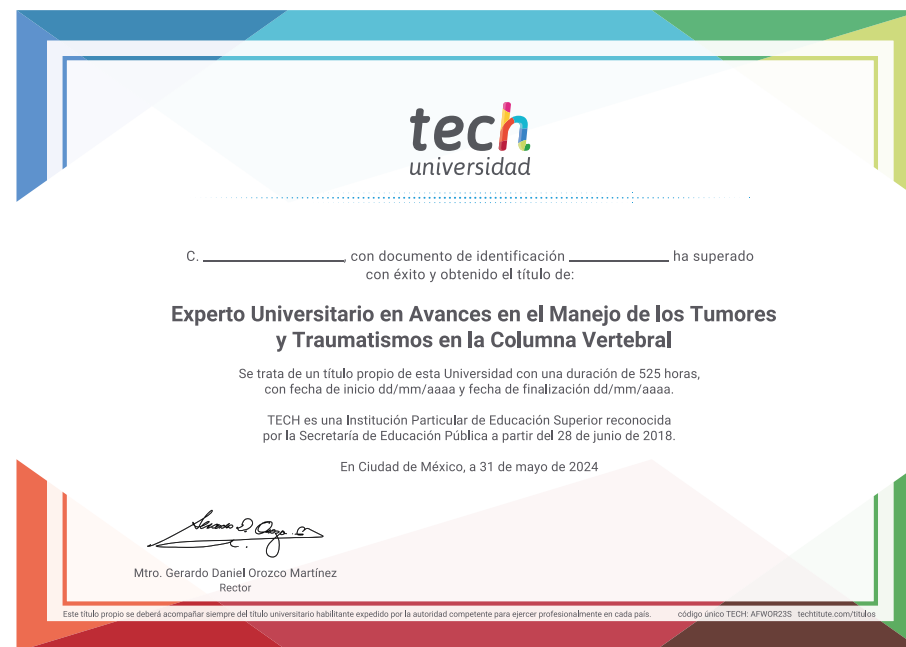 tech
universidad
C. ____________, con documento de identificación ____________ ha superado
con éxito y obtenido el título de:
Experto Universitario en Avances en el Manejo de los Tumores
y Traumatismos en la Columna Vertebral
Se trata de un título propio de esta Universidad con una duración de 525 horas,
con fecha de inicio dd/mm/aaaa y fecha de finalización dd/mm/aaaa.
TECH es una Institución Particular de Educación Superior reconocida
por la Secretaría de Educación Pública a partir del 28 de junio de 2018.
En Ciudad de México, a 31 de mayo de 2024
Mtro. Gerardo Daniel Orozco Martínez
Rector
Este título propio se deberá acompañar siempre del título universitario habilitante expedido por la autoridad competente para ejercer profesionalmente en cada país. código único TECH: AFWOR23S techtitute.com/titulos